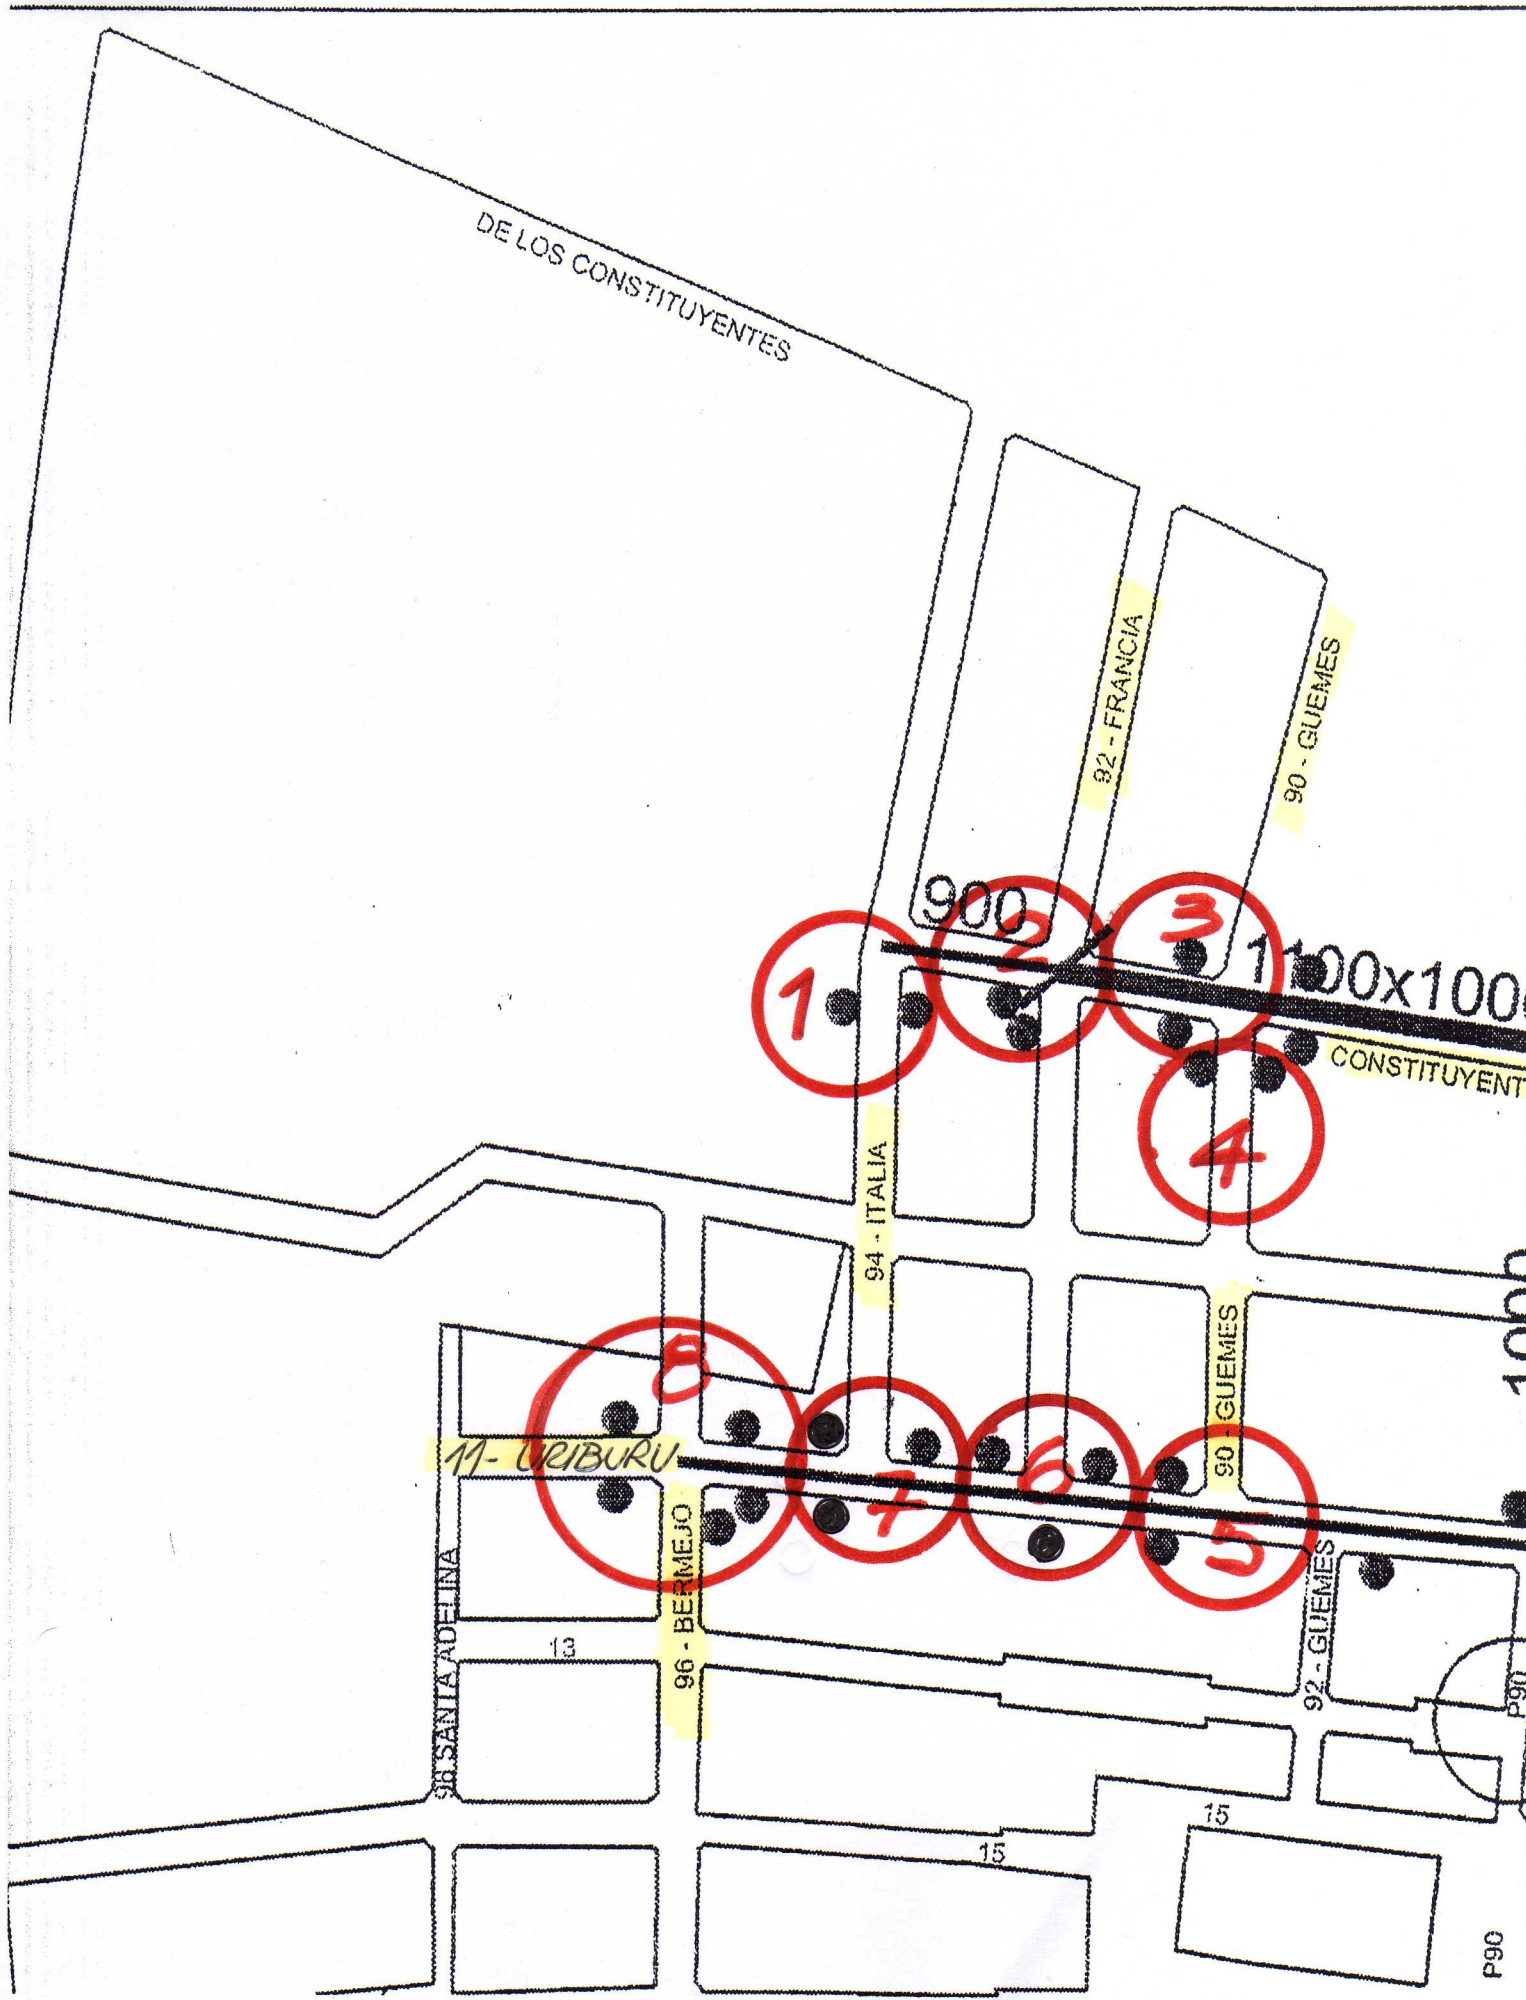 DE LOS CONSTITUYENTES
92 - FRANCIA
90 - GUEMES
900
2
3
1100x100
1
CONSTITUYENT
4
94 - ITALIA
1000
90 - GUEMES
8
11- URIBURU
6
7
5
96 - BERMEJO
92 - GUEMES
98 SANTA ADELINA
13
P90
15
15
P90